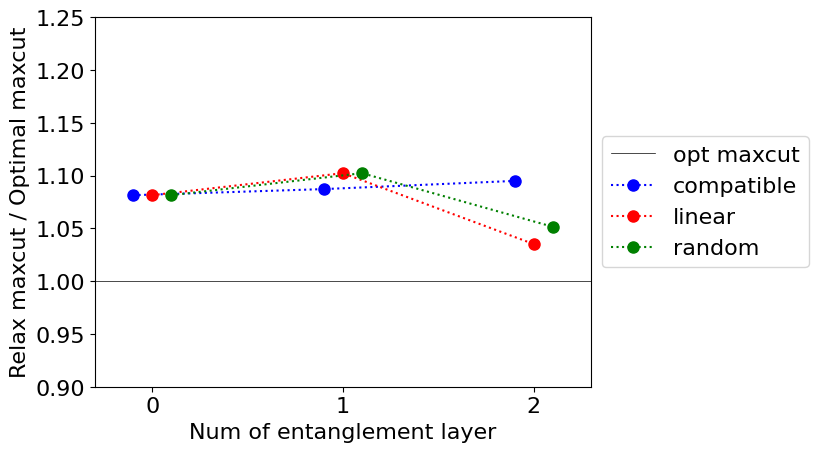 Relax maxcut / Optimal maxcut
1.25
1.20
1.15
1.10
1.05
1.00
0.95
0.90
0
1
2
Num of entanglement layer
opt maxcut
compatible
linear
random